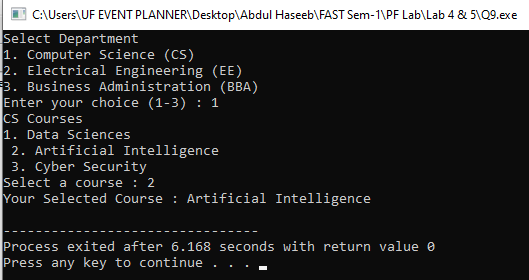 C:\Users\UF EVENT PLANNER\Desktop\Abdul Haseeb\FAST Sem-1\PF Lab\Lab 4 & 5\Q9.exe
Select Department
1. Computer Science (CS)
2. Electrical Engineering (EE)
3. Business Administration (BBA)
Enter your choice (1-3) : 1
CS Courses
1. Data Sciences
 2. Artificial Intelligence
 3. Cyber Security
Select a course : 2
Your Selected Course : Artificial Intelligence
--------------------------------
Process exited after 6.168 seconds with return value 0
Press any key to continue . . .